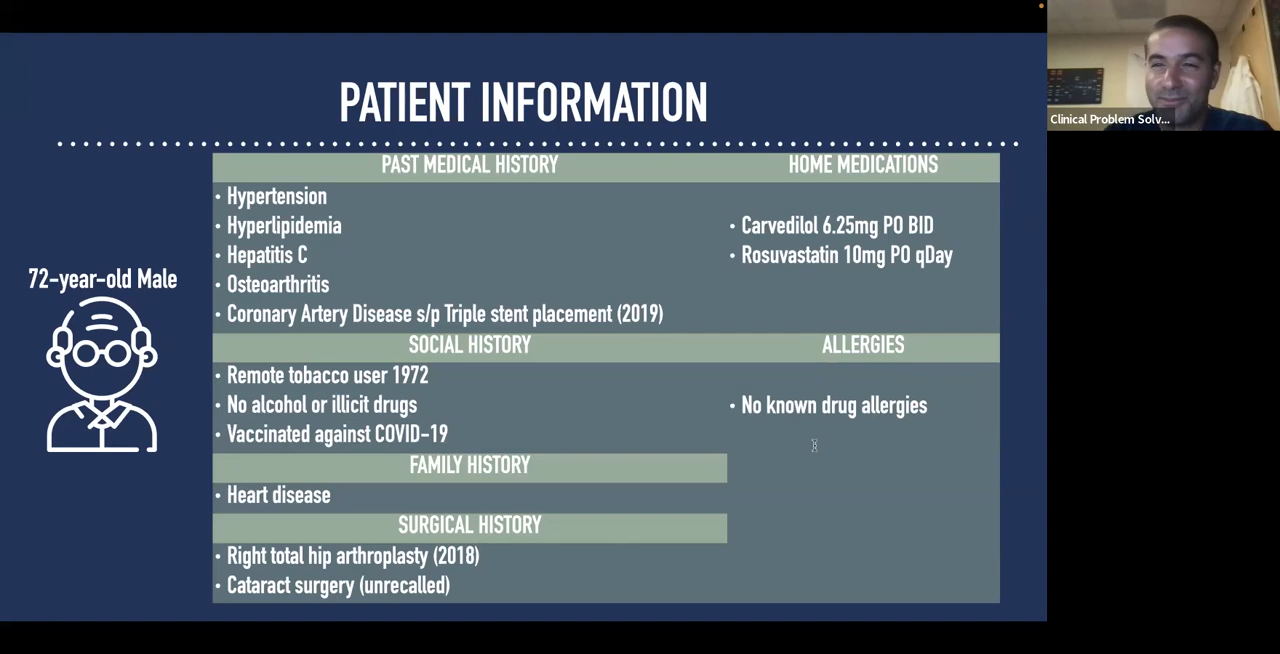 PATIENT INFORMATION
72-year-old Male
PAST MEDICAL HISTORY
• Hypertension
• Hyperlipidemia
• Hepatitis C
• Osteoarthritis
• Coronary Artery Disease s/p Triple stent placement (2019)
HOME MEDICATIONS
• Carvedilol 6.25mg PO BID
• Rosuvastatin 10mg PO qDay
SOCIAL HISTORY
• Remote tobacco user 1972
• No alcohol or illicit drugs
• Vaccinated against COVID-19
ALLERGIES
• No known drug allergies
FAMILY HISTORY
• Heart disease
SURGICAL HISTORY
• Right total hip arthroplasty (2018)
• Cataract surgery (unrecalled)
Clinical Problem Solv...